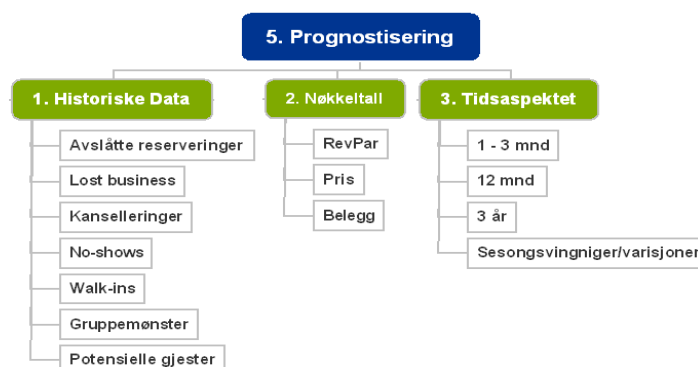 5. Prognostisering
1. Historiske Data
Avslåtte reserveringer
Lost business
Kanselleringer
No-shows
Walk-ins
Gruppemønster
Potensielle gjester
2. Nøkkeltall
RevPar
Pris
Belegg
3. Tidsaspektet
1 - 3 mnd
12 mnd
3 år
Sesongsvingniger/varisjoner